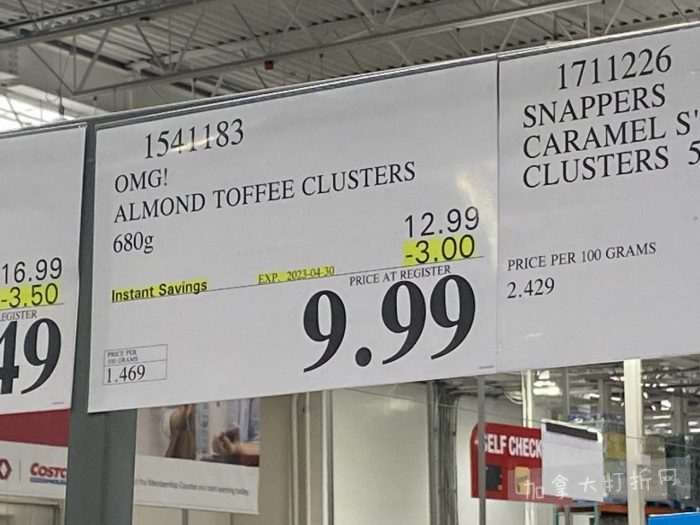 16.99
-3.50
EGISTER
49
1541183
OMG!
ALMOND TOFFEE CLUSTERS
680g
12.99
-3.00
Instant Savings
EXP. 2023-04-30
PRICE AT REGISTER
9.99
PRICE PER
100 GRAMS
1.469
1711226
SNAPPERS
CARAMEL S'
CLUSTERS 5
PRICE PER 100 GRAMS
2.429
COSTC
SELF CHECK
加拿大打折网